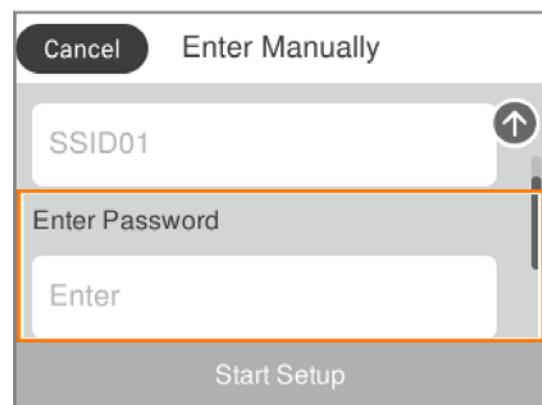 Cancel Enter Manually
SSID01
Enter Password
Enter
Start Setup